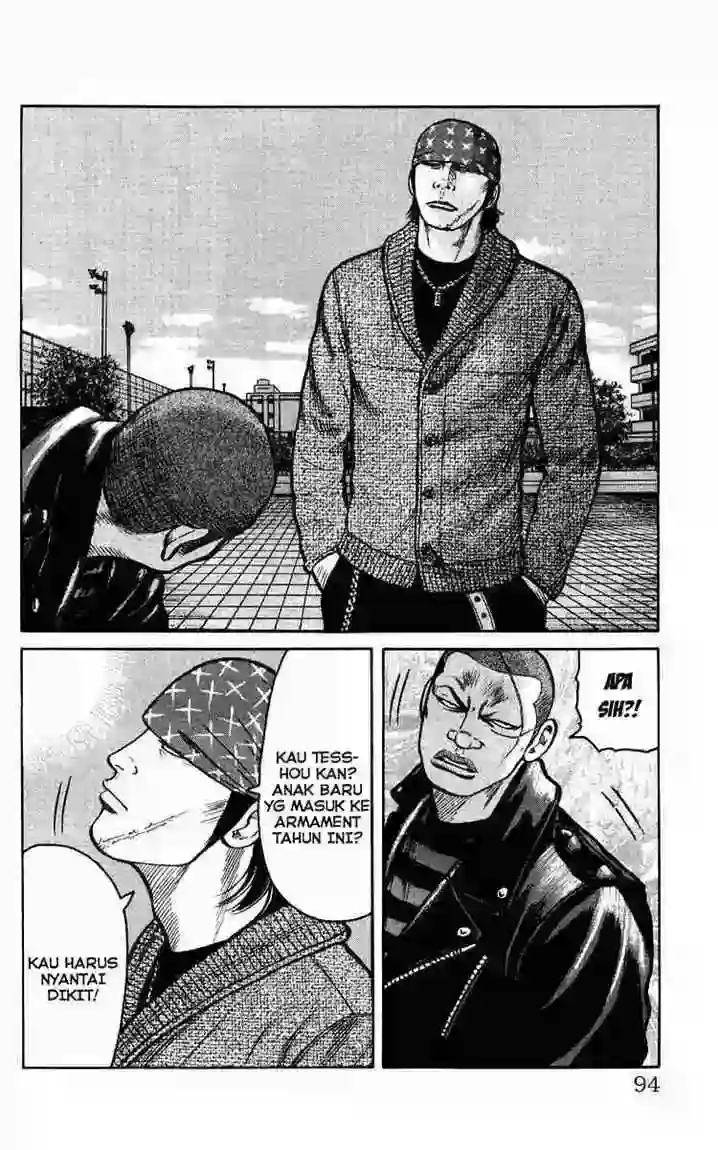 APA
SIH?!
KAU TESS-
HOU KAN?
ANAK BARU
YG MASUK KE
ARMAMENT
TAHUN INI?
KAU HARUS
NYANTAI
DIKIT!
94